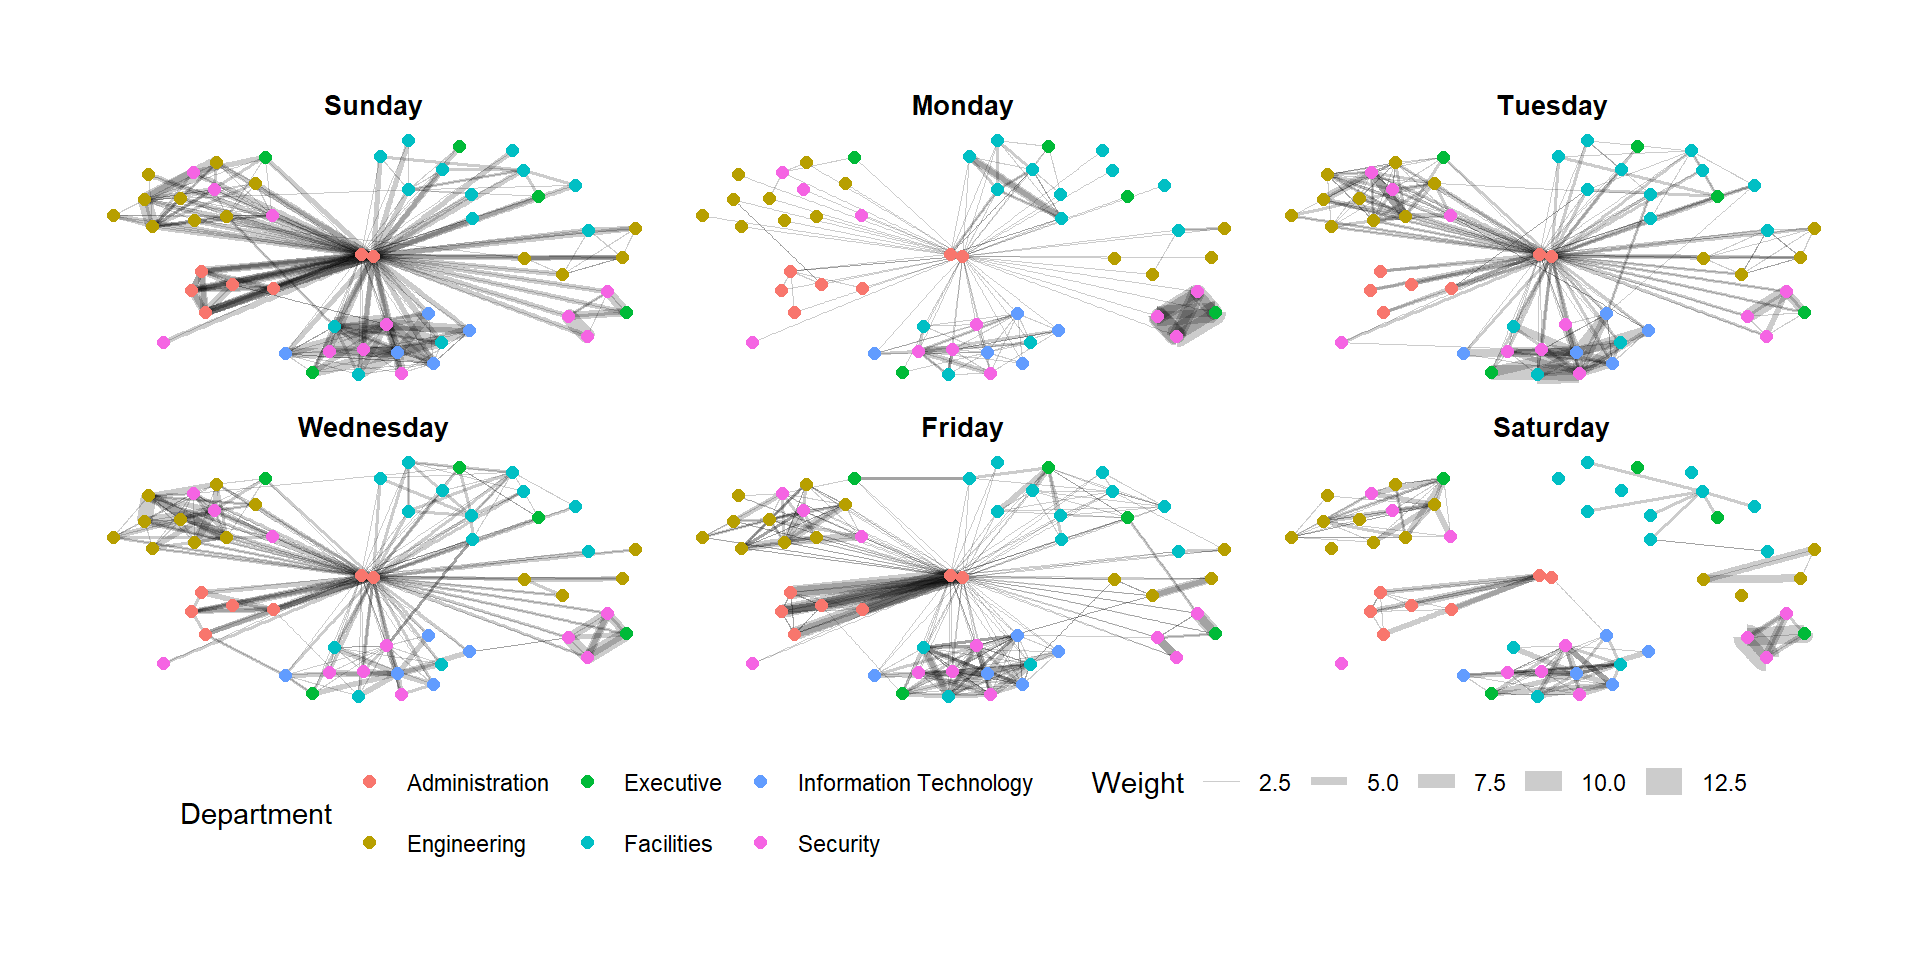 Sunday
Monday
Tuesday
Wednesday
Friday
Saturday
Department
Administration
Executive
Information Technology
Engineering
Facilities
Security
Weight
2.5
5.0
7.5
10.0
12.5